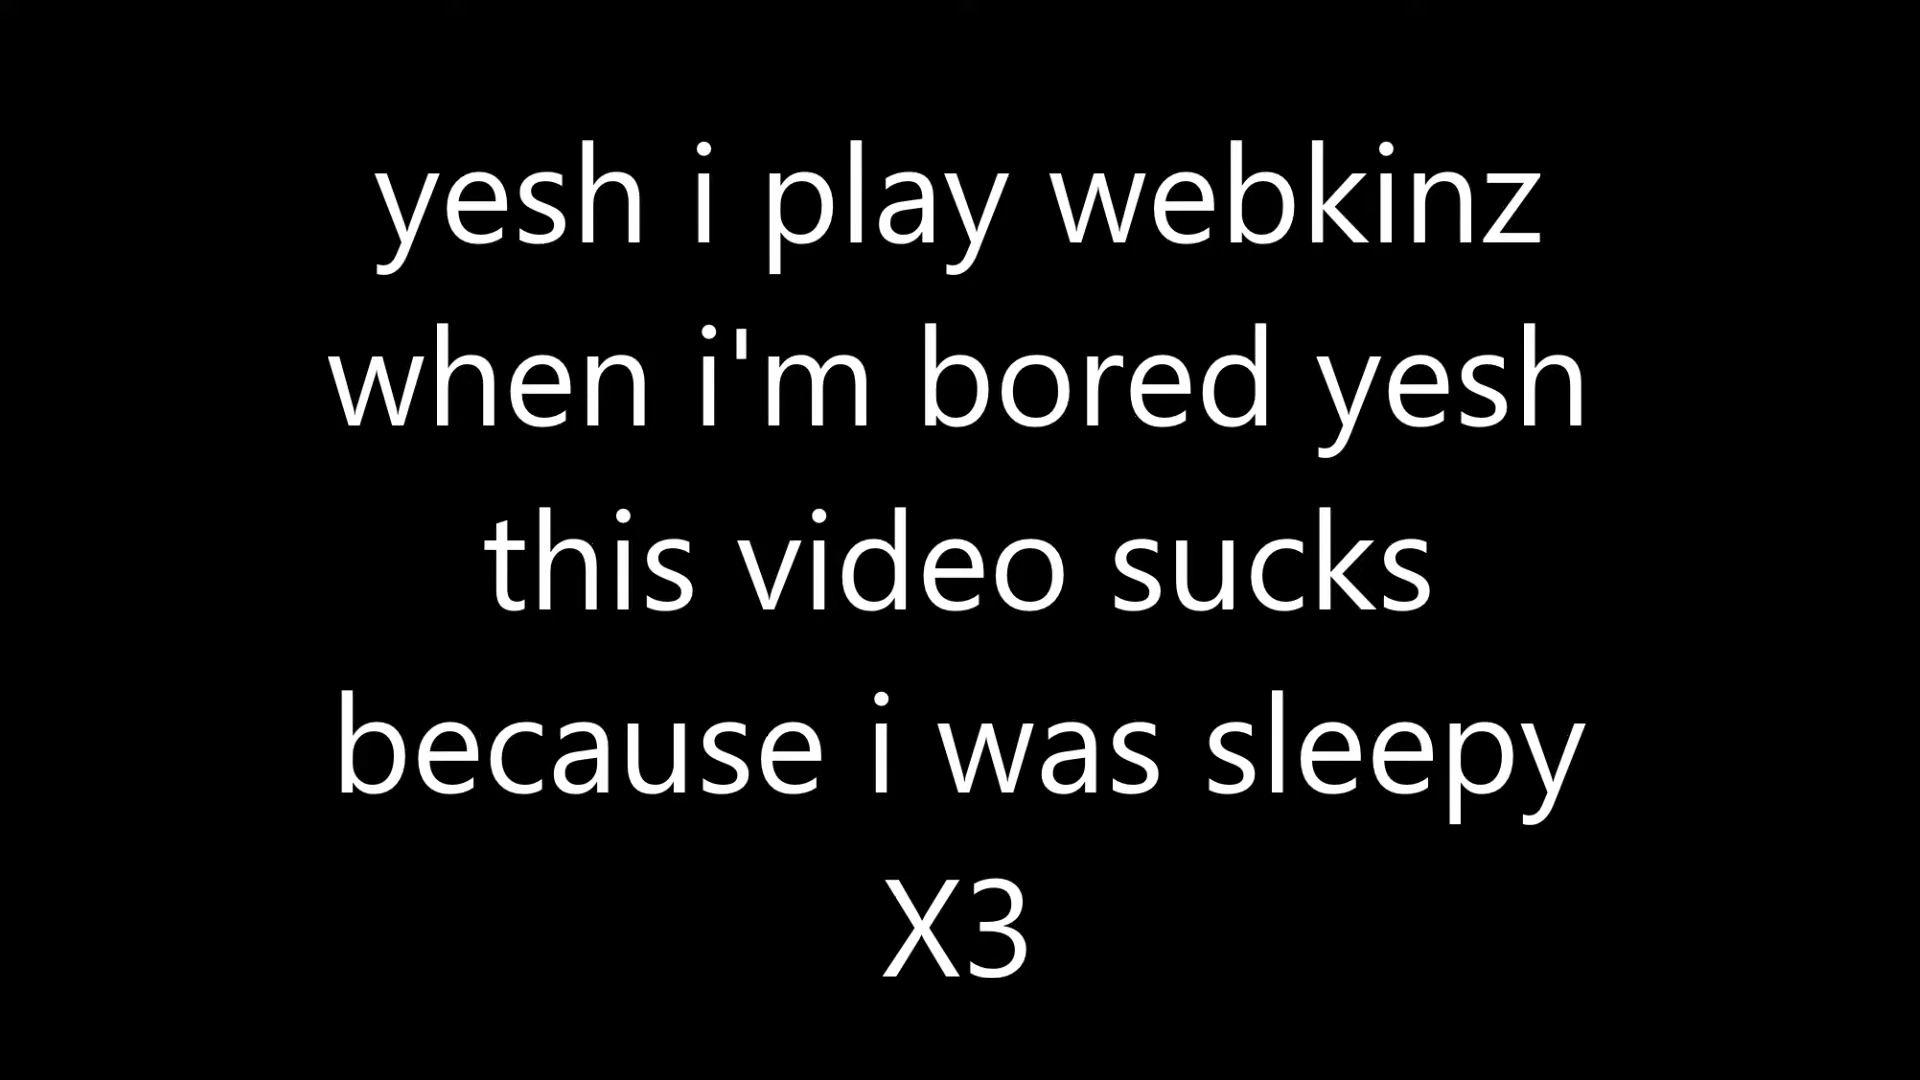 yesh i play webkinz
when i'm bored yesh
this video sucks
because i was sleepy
X3